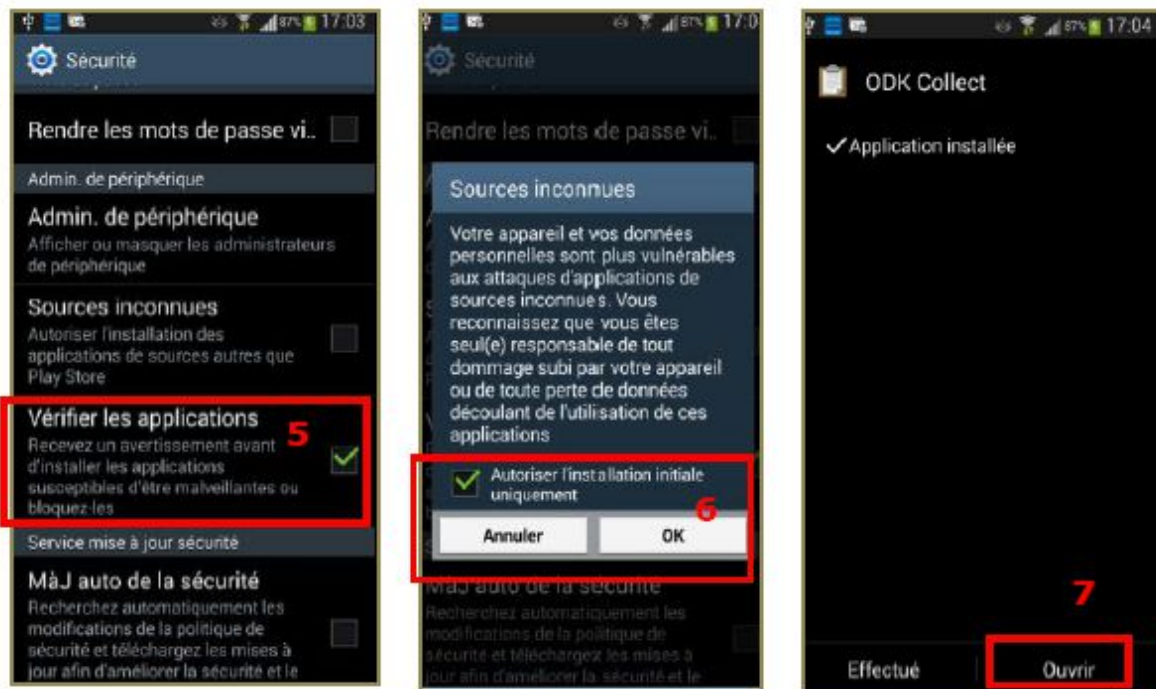 87% 17:03
Sécurité
Rendre les mots de passe vi..
Admin. de périphérique
Admin. de périphérique
Afficher ou masquer les administrateurs
de périphérique
Sources inconnues
Autoriser l'installation des
applications de sources autres que
Play Store
Vérifier les applications
5
Recevez un avertissement avant
d'installer les applications
susceptibles d'être malveillantes ou
bloquez-les
Service mise à jour sécurité
MàJ auto de la sécurité
Recherchez automatiquement les
modifications de la politique de
sécurité et téléchargez les mises à
jour afin d'améliorer la sécurité et le
87% 17:0
Sécurité
Rendre les mots de passe vi..
Sources inconnues
Votre appareil et vos données
personnelles sont plus vulnérables
aux attaques d'applications de
sources inconnues. Vous
reconnaissez que vous êtes
seul(e) responsable de tout
dommage subi par votre appareil
ou de toute perte de données
découlant de l'utilisation de ces
applications
Autoriser l'installation initiale
uniquement
6
Annuler OK
MàJ auto de la sécurité
Recherchez automatiquement les
modifications de la politique de
sécurité et téléchargez les mises à
jour afin d'améliorer la sécurité et le
87% 17:04
ODK Collect
Application installée
7
Effectué Ouvrir